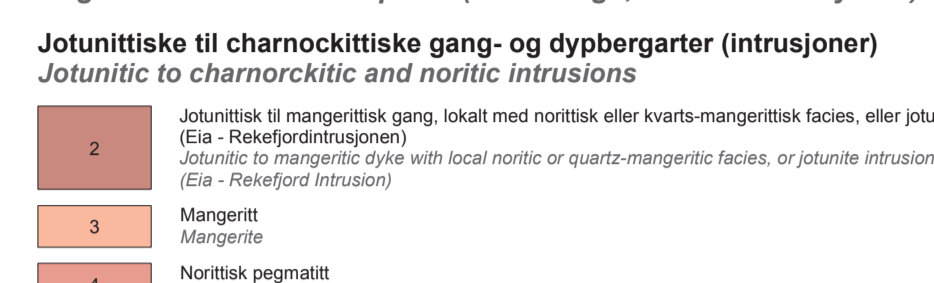 Jotunittiske til charnockittiske gang- og dypbergarter (intrusjoner)
Jotunitic to charnorckitic and noritic intrusions
2
Jotunittisk til mangerittisk gang, lokalt med norittisk eller kvarts-mangerittisk facies, eller jotu
(Eia - Rekefjordintrusjonen)
Jotunitic to mangeritic dyke with local noritic or quartz-mangeritic facies, or jotunite intrusion
(Eia - Rekefjord Intrusion)
3
Mangeritt
Mangerite
Norittisk pegmatitt